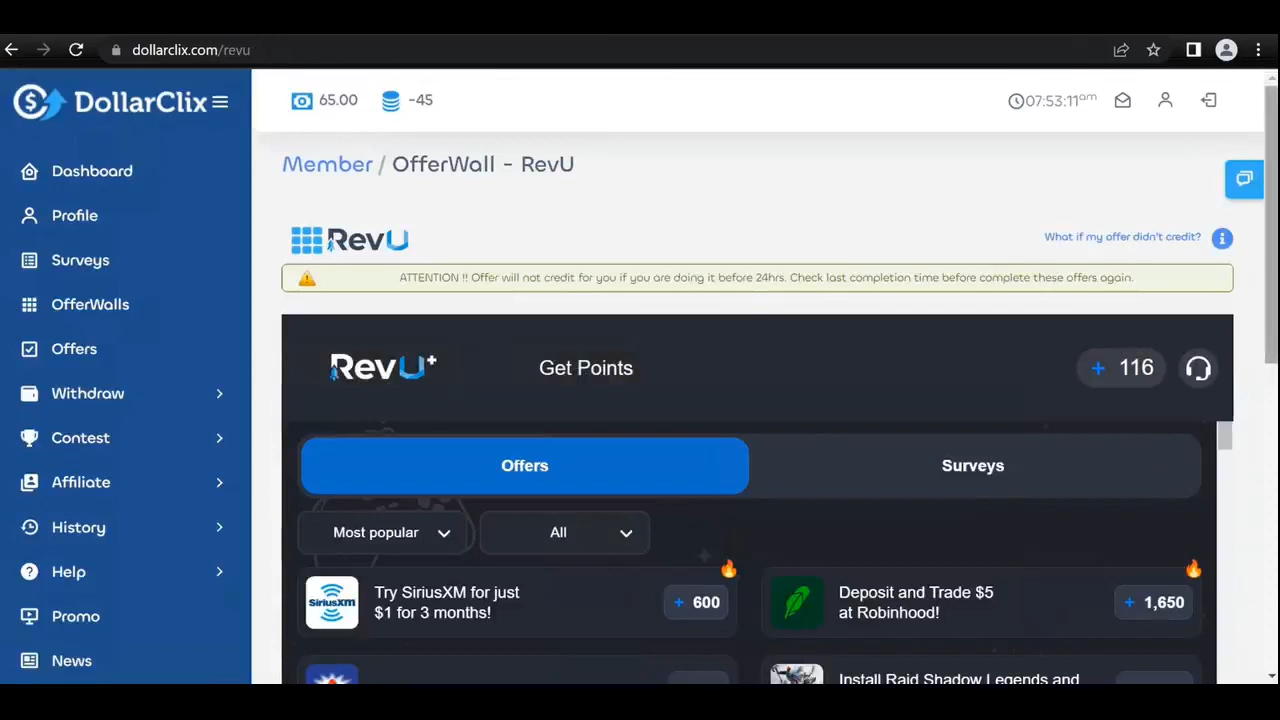 dollarclix.com/revu
DollarClix
65.00
-45
07:53:11am
Member / OfferWall - RevU
Dashboard
Profile
Surveys
OfferWalls
Offers
Withdraw
Contest
Affiliate
History
Help
Promo
News
RevU
What if my offer didn't credit?
ATTENTION !! Offer will not credit for you if you are doing it before 24hrs. Check last completion time before complete these offers again.
RevU+
Get Points
+ 116
Offers
Surveys
Most popular
All
Try SiriusXM for just
$1 for 3 months!
+ 600
SiriusXM
Deposit and Trade $5
at Robinhood!
+ 1,650
Install Raid Shadow Legends and